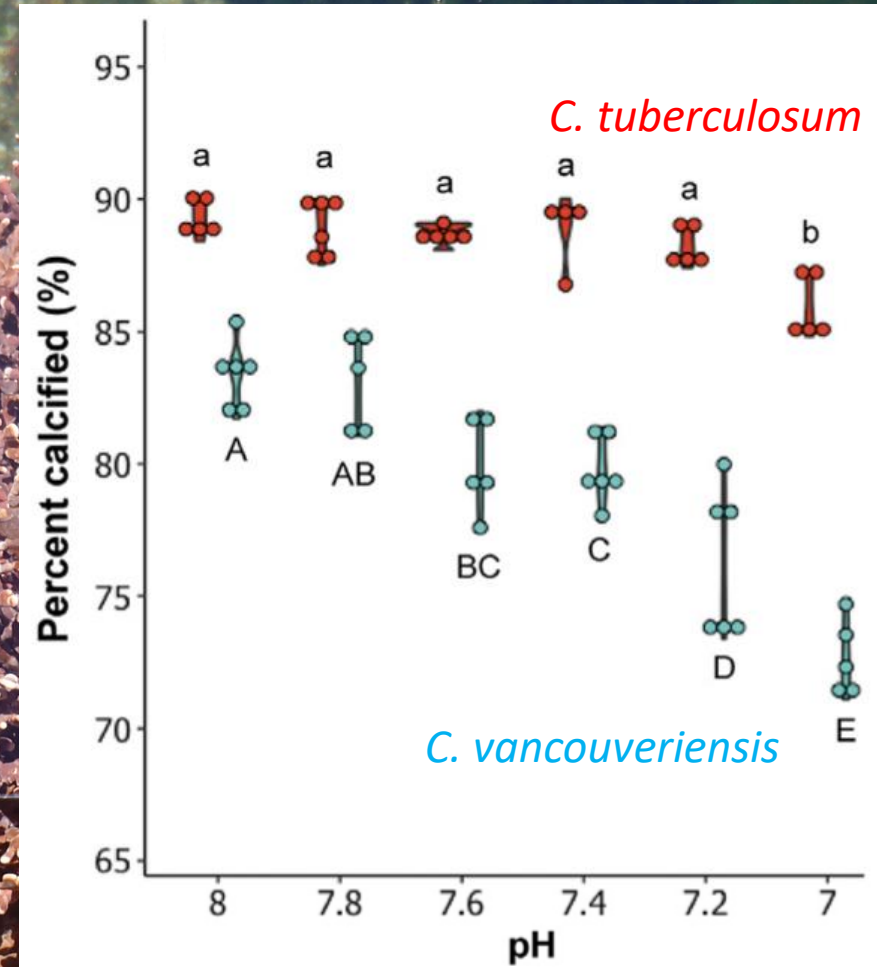 95
C. tuberculosum
a a a a a b
90
85
Percent calcified (%)
80
A AB BC C D E
75
70
C. vancouveriensis
65
8 7.8 7.6 7.4 7.2 7
pH